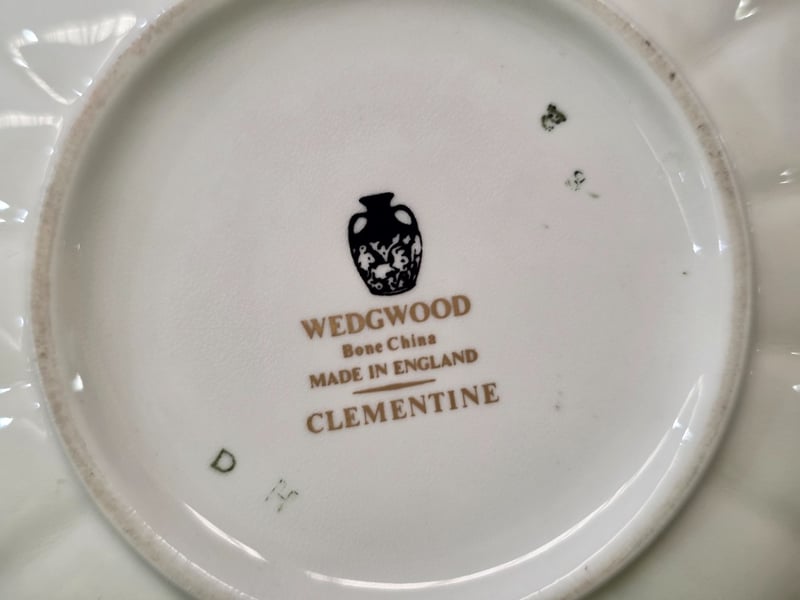 WEDGWOOD
Bone China
MADE IN ENGLAND
CLEMENTINE
D